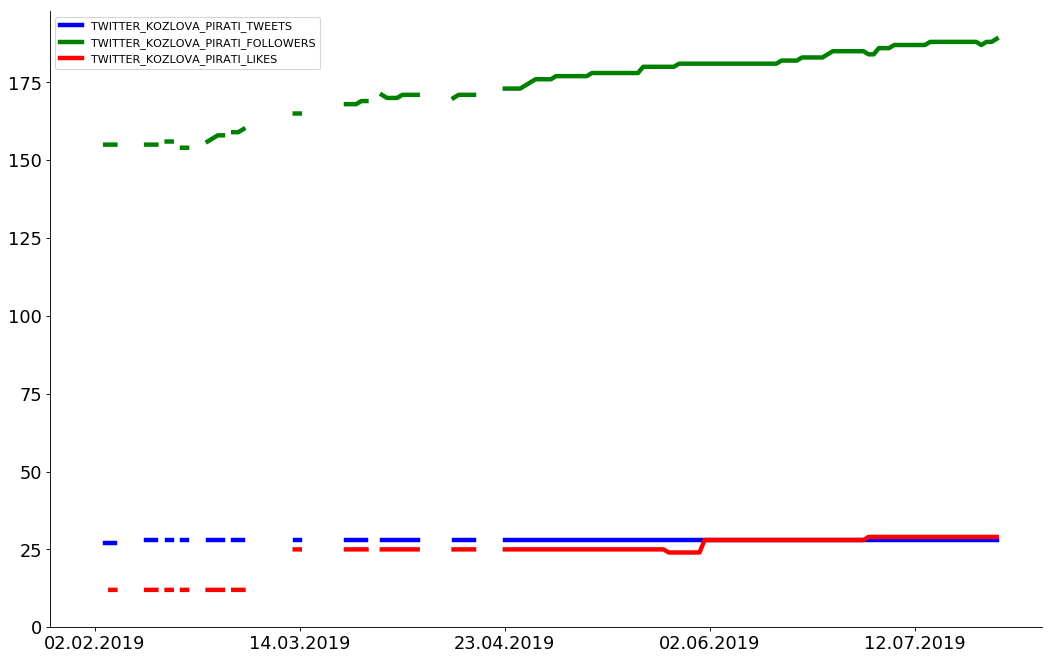 TWITTER_KOZLOVA_PIRATI_TWEETS
TWITTER_KOZLOVA_PIRATI_FOLLOWERS
TWITTER_KOZLOVA_PIRATI_LIKES
175
150
125
100
75
50
25
0
02.02.2019 14.03.2019 23.04.2019 02.06.2019 12.07.2019